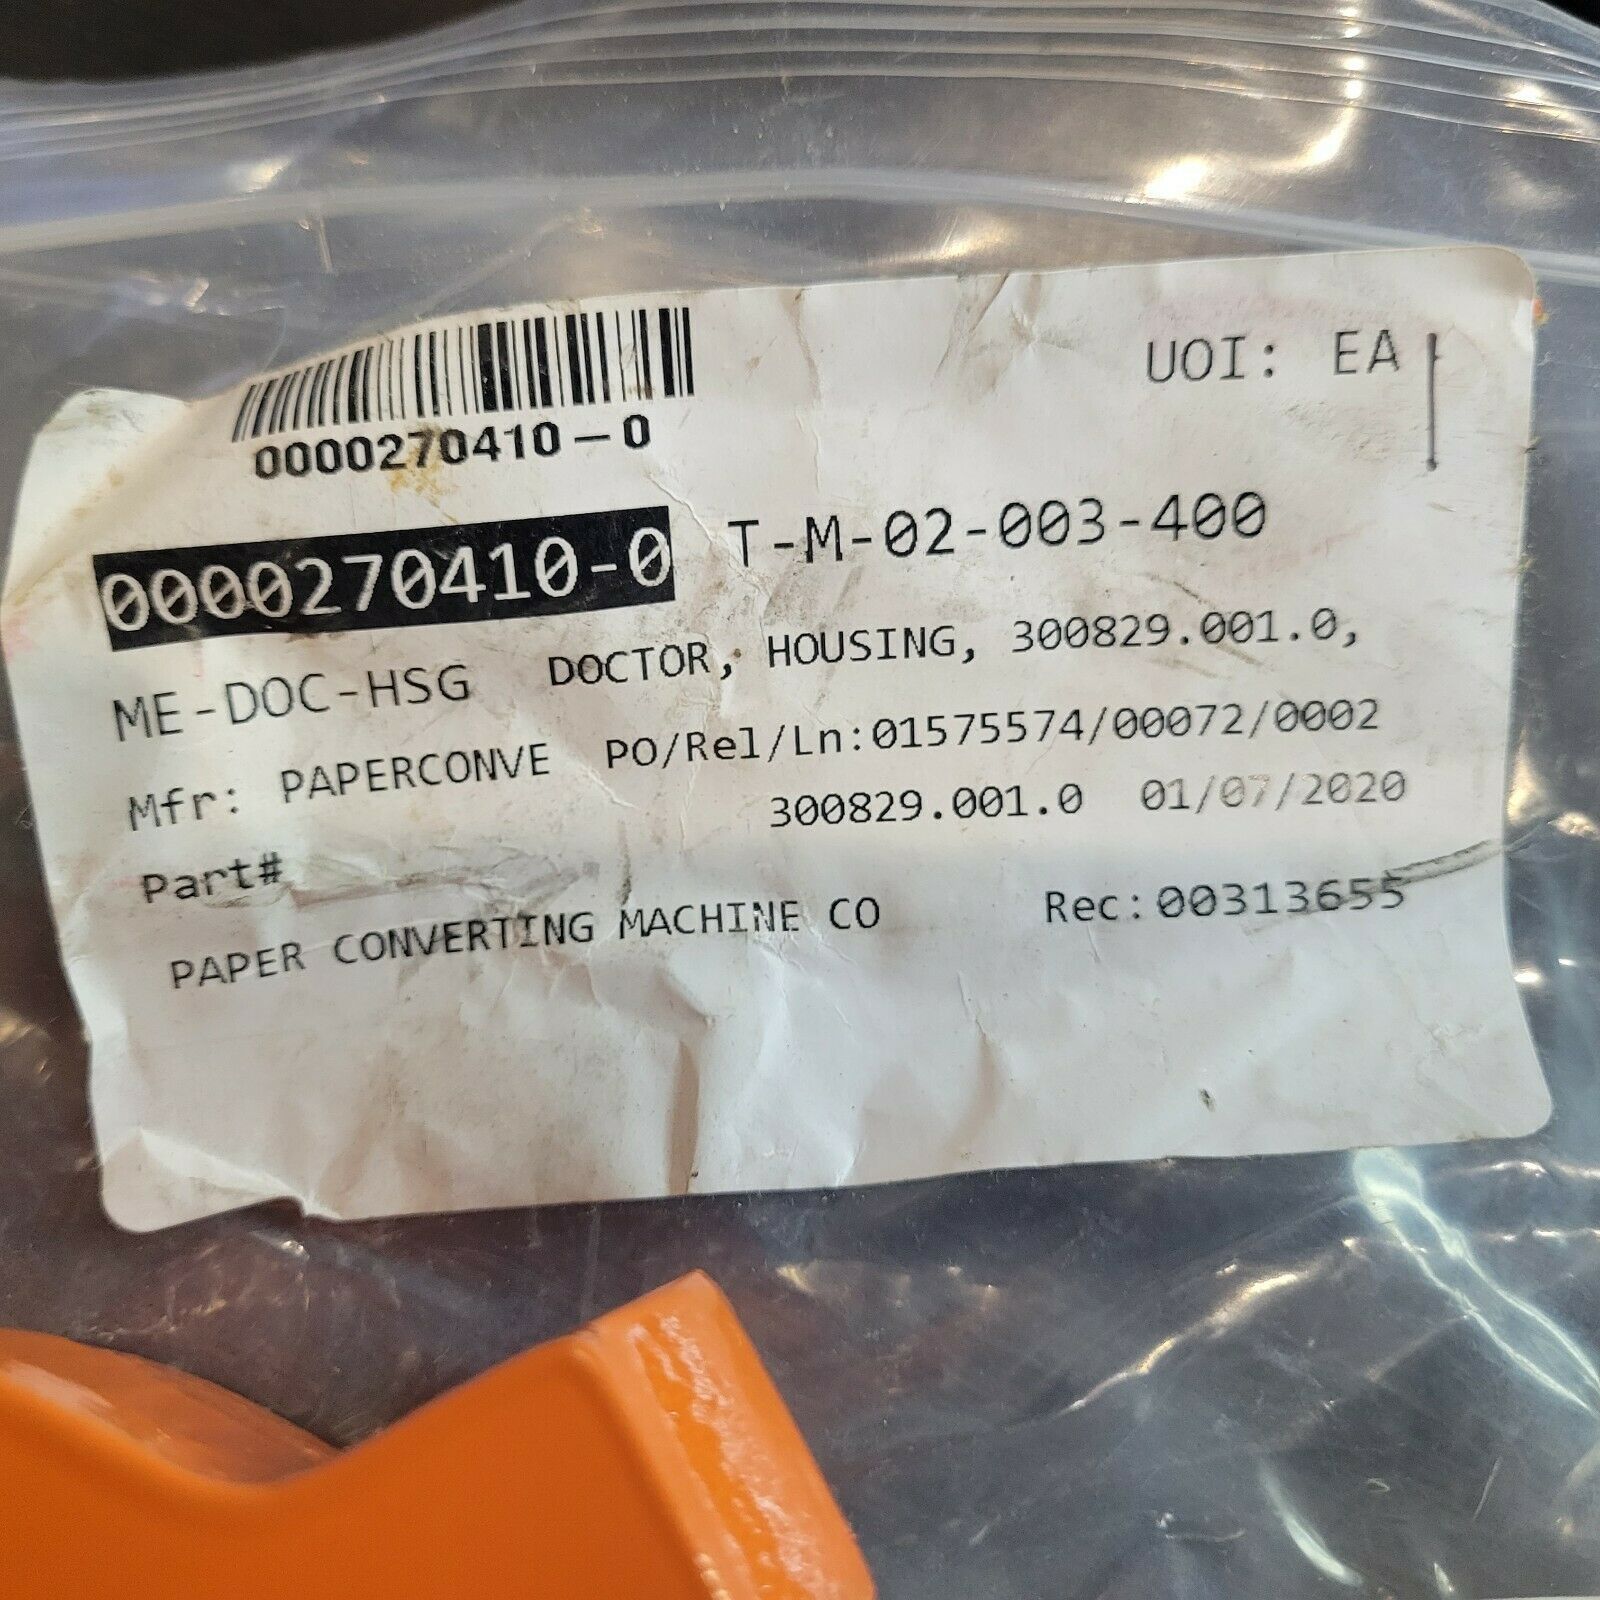 UOI: EA
0000270410-0
0000270410-0 T-M-02-003-400
ME-DOC-HSG DOCTOR, HOUSING, 300829.001.0,
Mfr: PAPERCONVE PO/Rel/Ln:01575574/00072/0002
Part# 300829.001.0 01/07/2020
PAPER CONVERTING MACHINE CO Rec:00313655